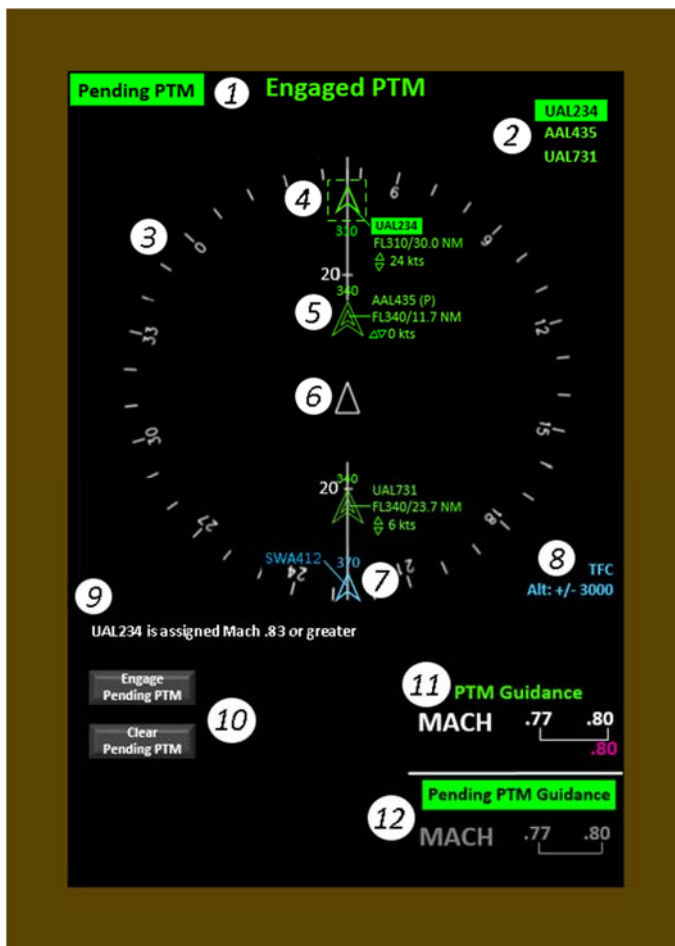 Pending PTM
1
Engaged PTM
UAL234
2
AAL435
UAL731
4
3
0
6
9
UAL234
310
FL310/30.0 NM
24 kts
20
340
AAL435 (P)
5
FL340/11.7 NM
0 kts
33
12
6
30
15
340
20
UAL731
FL340/23.7 NM
6 kts
27
18
SWA412
370
7
24
21
8
TFC
Alt: +/- 3000
9
UAL234 is assigned Mach .83 or greater
Engage
Pending PTM
10
Clear
Pending PTM
11
PTM Guidance
MACH .77 .80
.80
Pending PTM Guidance
12
MACH .77 .80